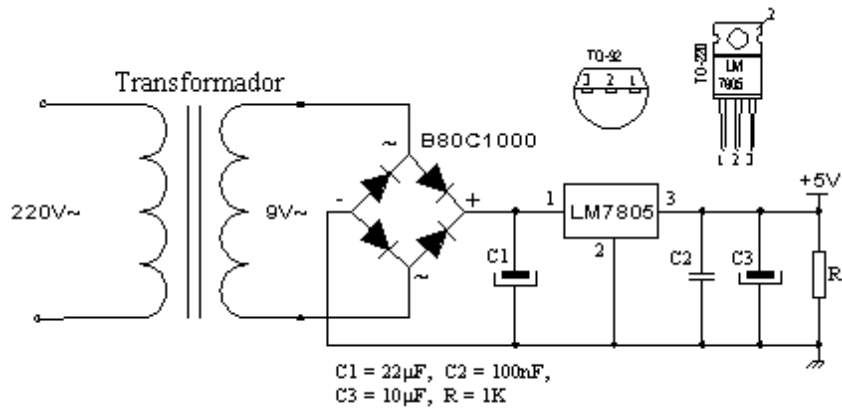 2
TO-92
TO-220
3 2 1
LM
7805
Transformador
1 2 3
B80C1000
~
+5V
- +
1 LM7805 3
220V~
9V~
2
C1
C2
C3
R
~
C1 = 22µF, C2 = 100nF,
C3 = 10µF, R = 1K